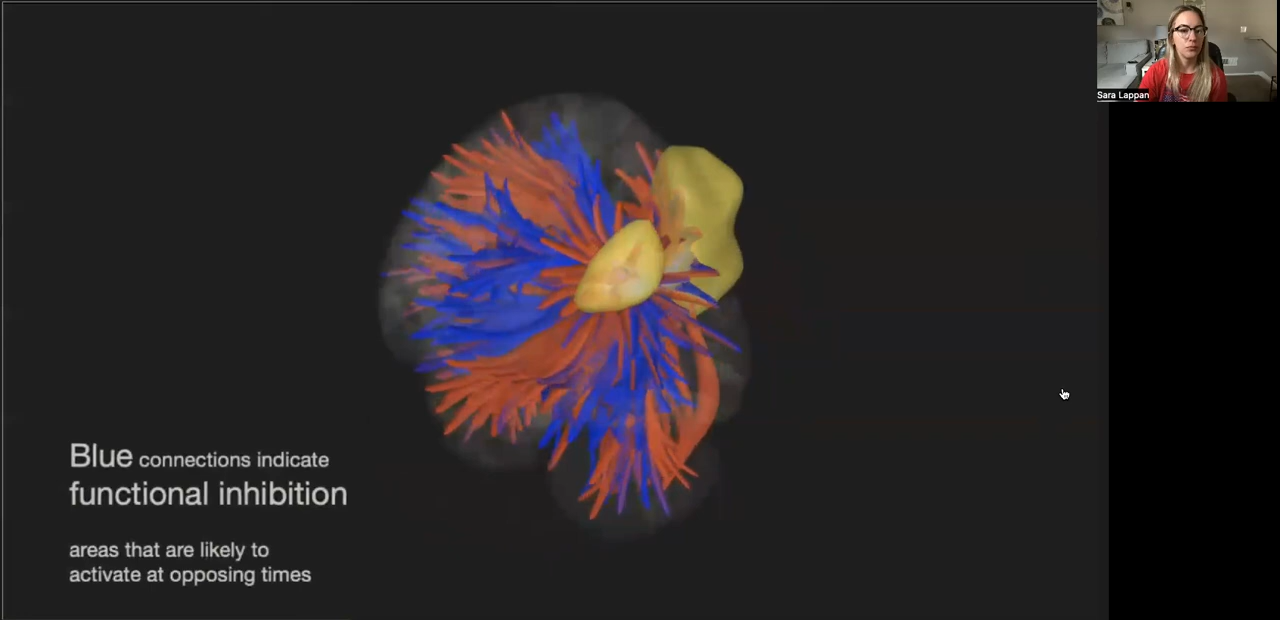 Sara Lappan
Blue connections indicate
functional inhibition
areas that are likely to
activate at opposing times